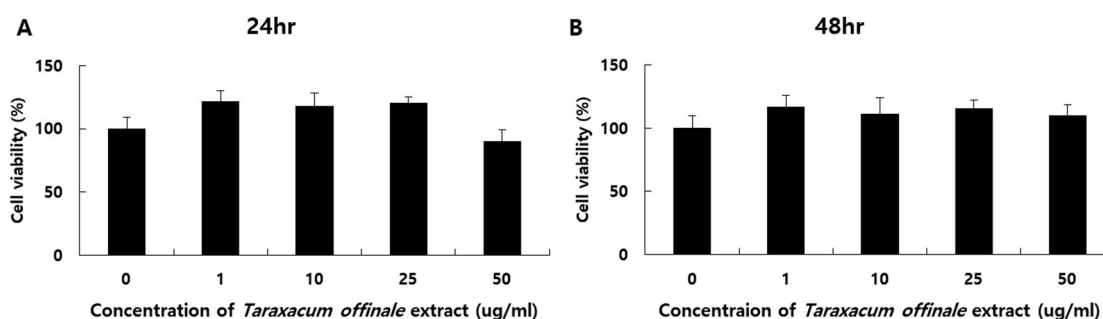 A
24hr
150
100
50
0
Cell viability (%)
0 1 10 25 50
Concentration of Taraxacum offinale extract (ug/ml)
B
48hr
150
100
50
0
Cell viability (%)
0 1 10 25 50
Concentraion of Taraxacum offinale extract (ug/ml)